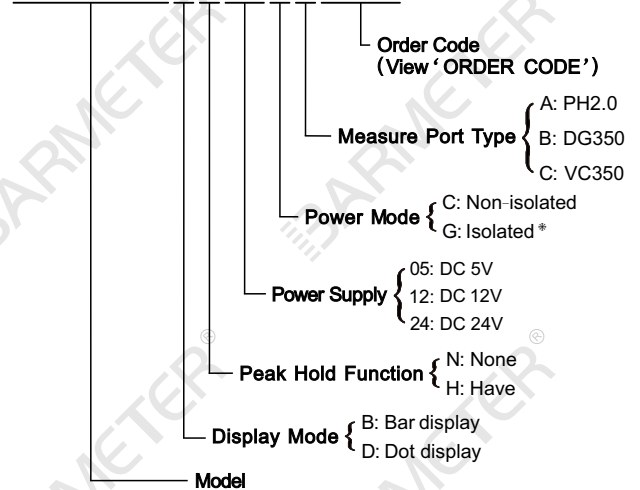 Order Code
(View‘ORDER CODE’)
Measure Port Type
A: PH2.0
B: DG350
C: VC350
Power Mode
C: Non-isolated
G: Isolated*
Power Supply
05: DC 5V
12: DC 12V
24: DC 24V
Peak Hold Function
N: None
H: Have
Display Mode
B: Bar display
D: Dot display
Model
BARMETER®
BARMETER®